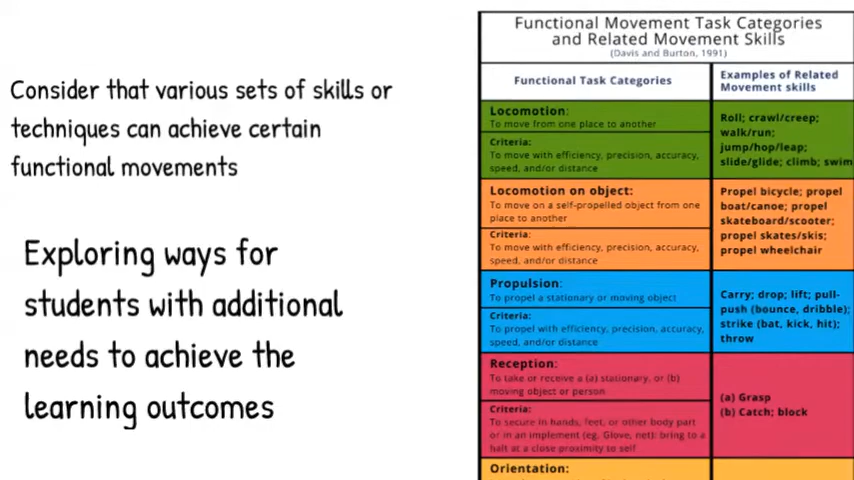 Consider that various sets of skills or
techniques can achieve certain
functional movements
Exploring ways for
students with additional
needs to achieve the
learning outcomes
Functional Movement Task Categories
and Related Movement Skills
(Davis and Burton, 1991)
Functional Task Categories
Examples of Related
Movement skills
Locomotion:
To move from one place to another
Criteria:
To move with efficiency, precision, accuracy,
speed, and/or distance
Roll; crawl/creep;
walk/run;
jump/hop/leap;
slide/glide; climb; swim
Locomotion on object:
To move on a self-propelled object from one
place to another
Criteria:
To move with efficiency, precision, accuracy,
speed, and/or distance
Propel bicycle; propel
boat/canoe; propel
skateboard/scooter;
propel skates/skis;
propel wheelchair
Propulsion:
To propel a stationary or moving object
Criteria:
To propel with efficiency, precision, accuracy,
speed, and/or distance
Carry; drop; lift; pull-
push (bounce, dribble);
strike (bat, kick, hit);
throw
Reception:
To take or receive a (a) stationary, or (b)
moving object or person
Criteria:
To secure in hands, feet, or other body part
or in an implement (eg. Glove, net): bring to a
halt at a close proximity to self
(a) Grasp
(b) Catch; block
Orientation: